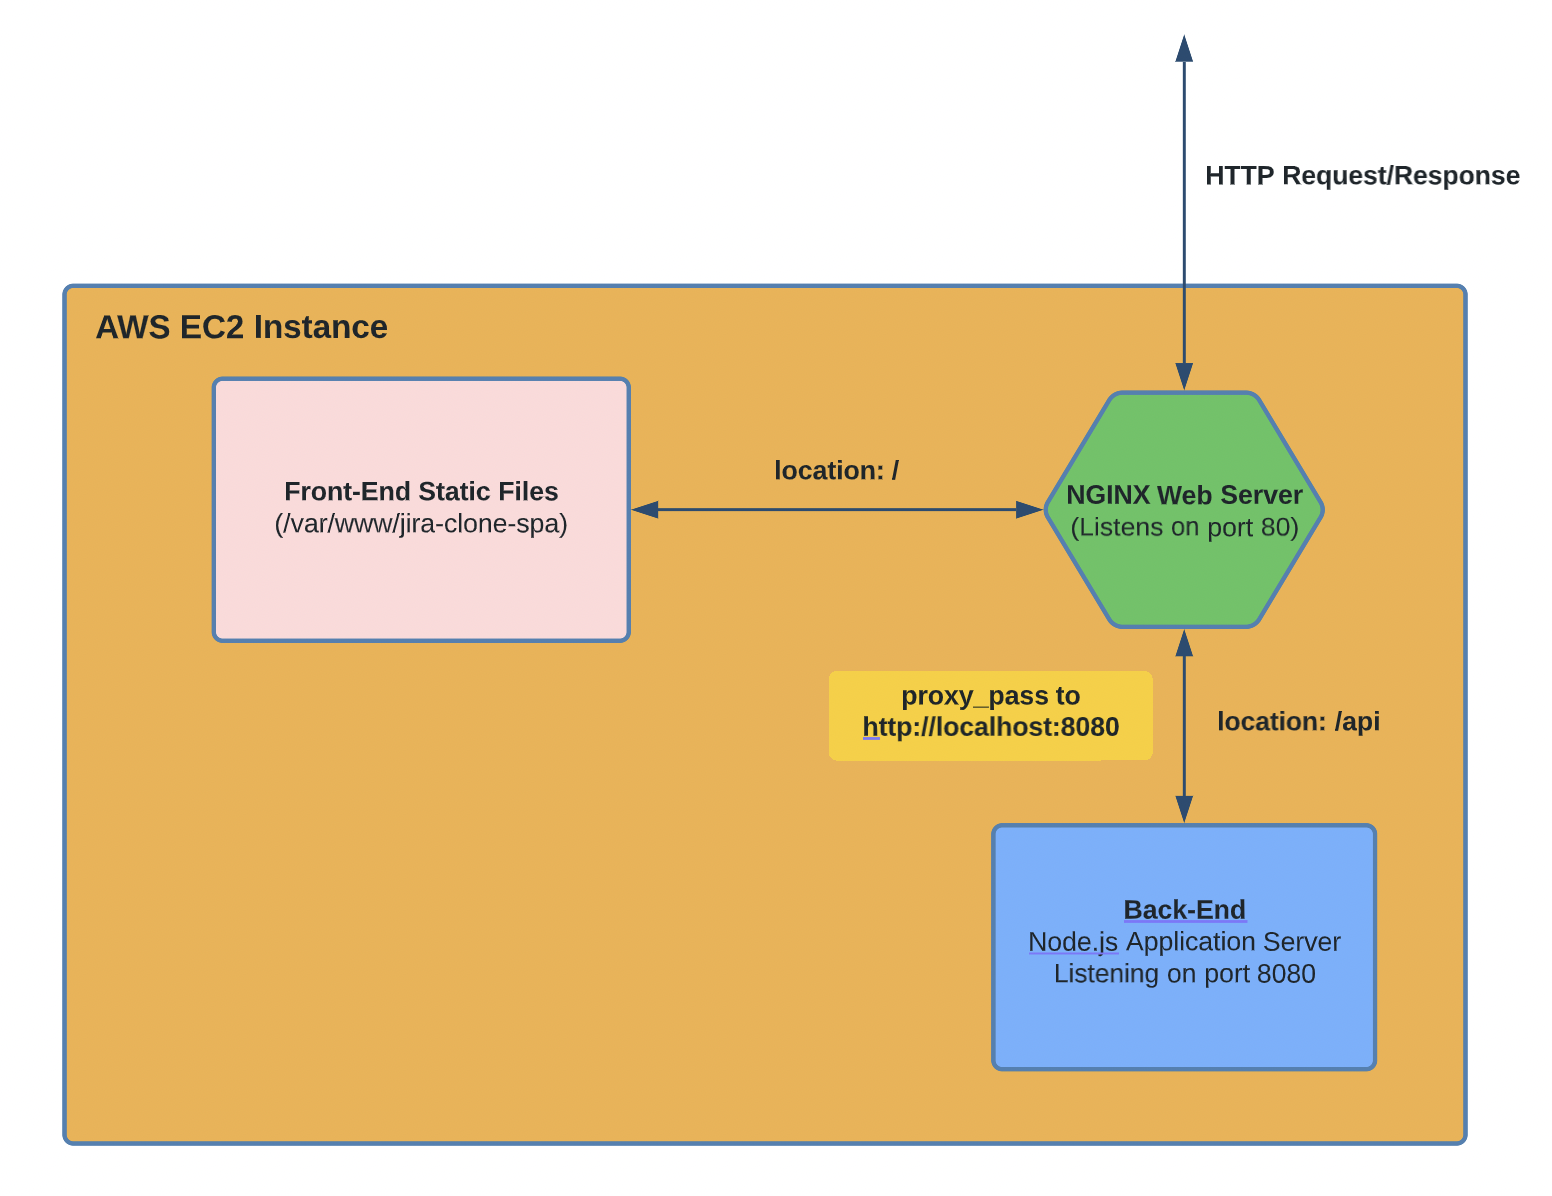 HTTP Request/Response
AWS EC2 Instance
Front-End Static Files
(/var/www/jira-clone-spa)
location: /
NGINX Web Server
(Listens on port 80)
proxy_pass to
http://localhost:8080
location: /api
Back-End
Node.js Application Server
Listening on port 8080